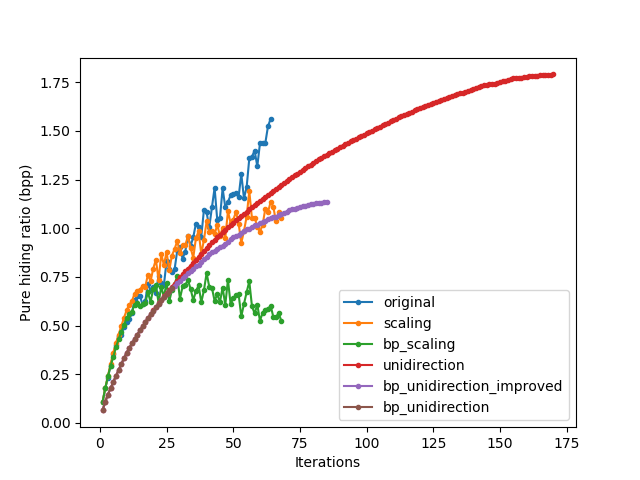 1.75
1.50
1.25
1.00
0.75
0.50
0.25
0.00
Pure hiding ratio (bpp)
original
scaling
bp_scaling
unidirection
bp_unidirection_improved
bp_unidirection
0 25 50 75 100 125 150 175
Iterations